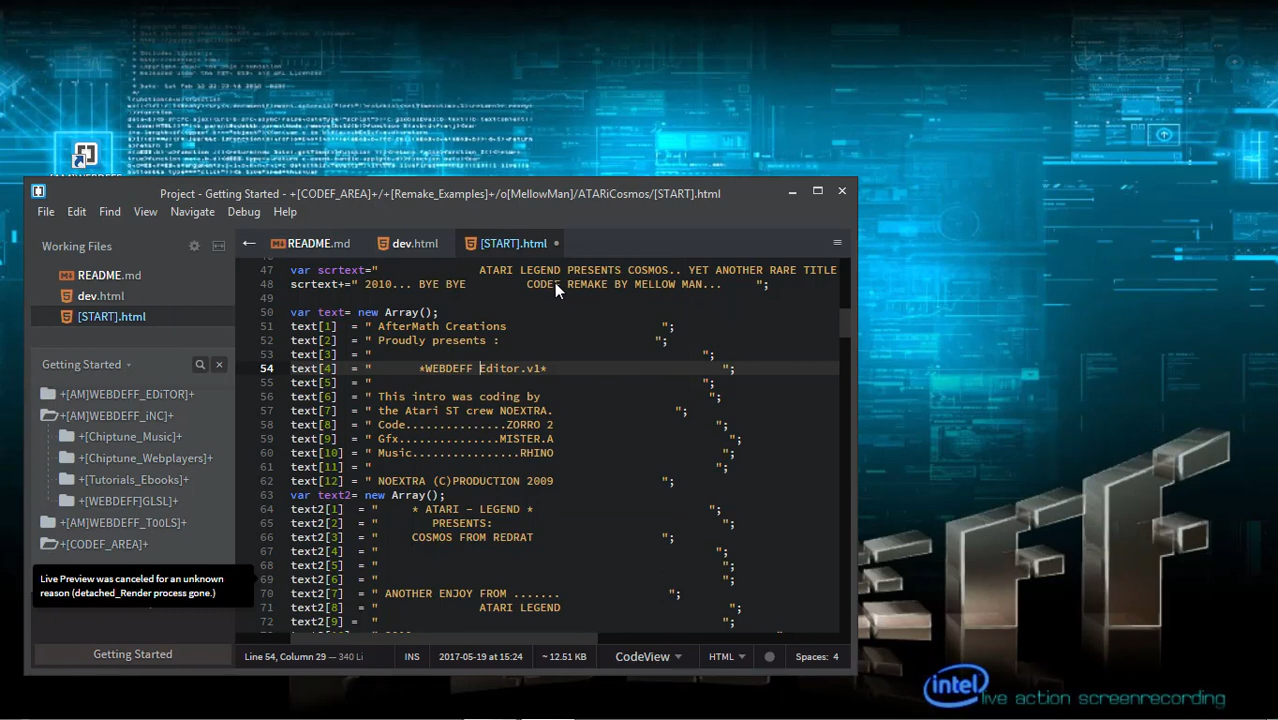 Project - Getting Started - +[CODEF_AREA]+/+[Remake_Examples]+/o[MellowMan]/ATARiCosmos/[START].html
File Edit Find View Navigate Debug Help
Working Files
README.md
dev.html
[START].html
Getting Started
+[AM]WEBDEFF_EDiTOR]+
+[AM]WEBDEFF_iNC]+
+[Chiptune_Music]+
+[Chiptune_Webplayers]+
+[Tutorials_Ebooks]+
+[WEBDEFF]GLSL]+
+[AM]WEBDEFF_T00LS]+
+[CODEF_AREA]+
Live Preview was canceled for an unknown
reason (detached_Render process gone.)
Getting Started
README.md dev.html [START].html
47 var scrtext=" ATARI LEGEND PRESENTS COSMOS.. YET ANOTHER RARE TITLE
48 scrtext+=" 2010... BYE BYE CODEF REMAKE BY MELLOW MAN... ";
49
50 var text= new Array();
51 text[1] = " AfterMath Creations ";
52 text[2] = " Proudly presents : ";
53 text[3] = " ";
54 text[4] = " *WEBDEFF Editor.v1* ";
55 text[5] = " ";
56 text[6] = " This intro was coding by ";
57 text[7] = " the Atari ST crew NOEXTRA. ";
58 text[8] = " Code...............ZORRO 2 ";
59 text[9] = " Gfx...............MISTER.A ";
60 text[10] = " Music................RHINO ";
61 text[11] = " ";
62 text[12] = " NOEXTRA (C)PRODUCTION 2009 ";
63 var text2= new Array();
64 text2[1] = " * ATARI - LEGEND * ";
65 text2[2] = " PRESENTS: ";
66 text2[3] = " COSMOS FROM REDRAT ";
67 text2[4] = " ";
68 text2[5] = " ";
69 text2[6] = " ";
70 text2[7] = " ANOTHER ENJOY FROM ....... ";
71 text2[8] = " ATARI LEGEND ";
72 text2[9] = " ";
Line 54, Column 29 — 340 Li INS 2017-05-19 at 15:24 ~ 12.51 KB CodeView HTML Spaces: 4
intel live action screenrecording